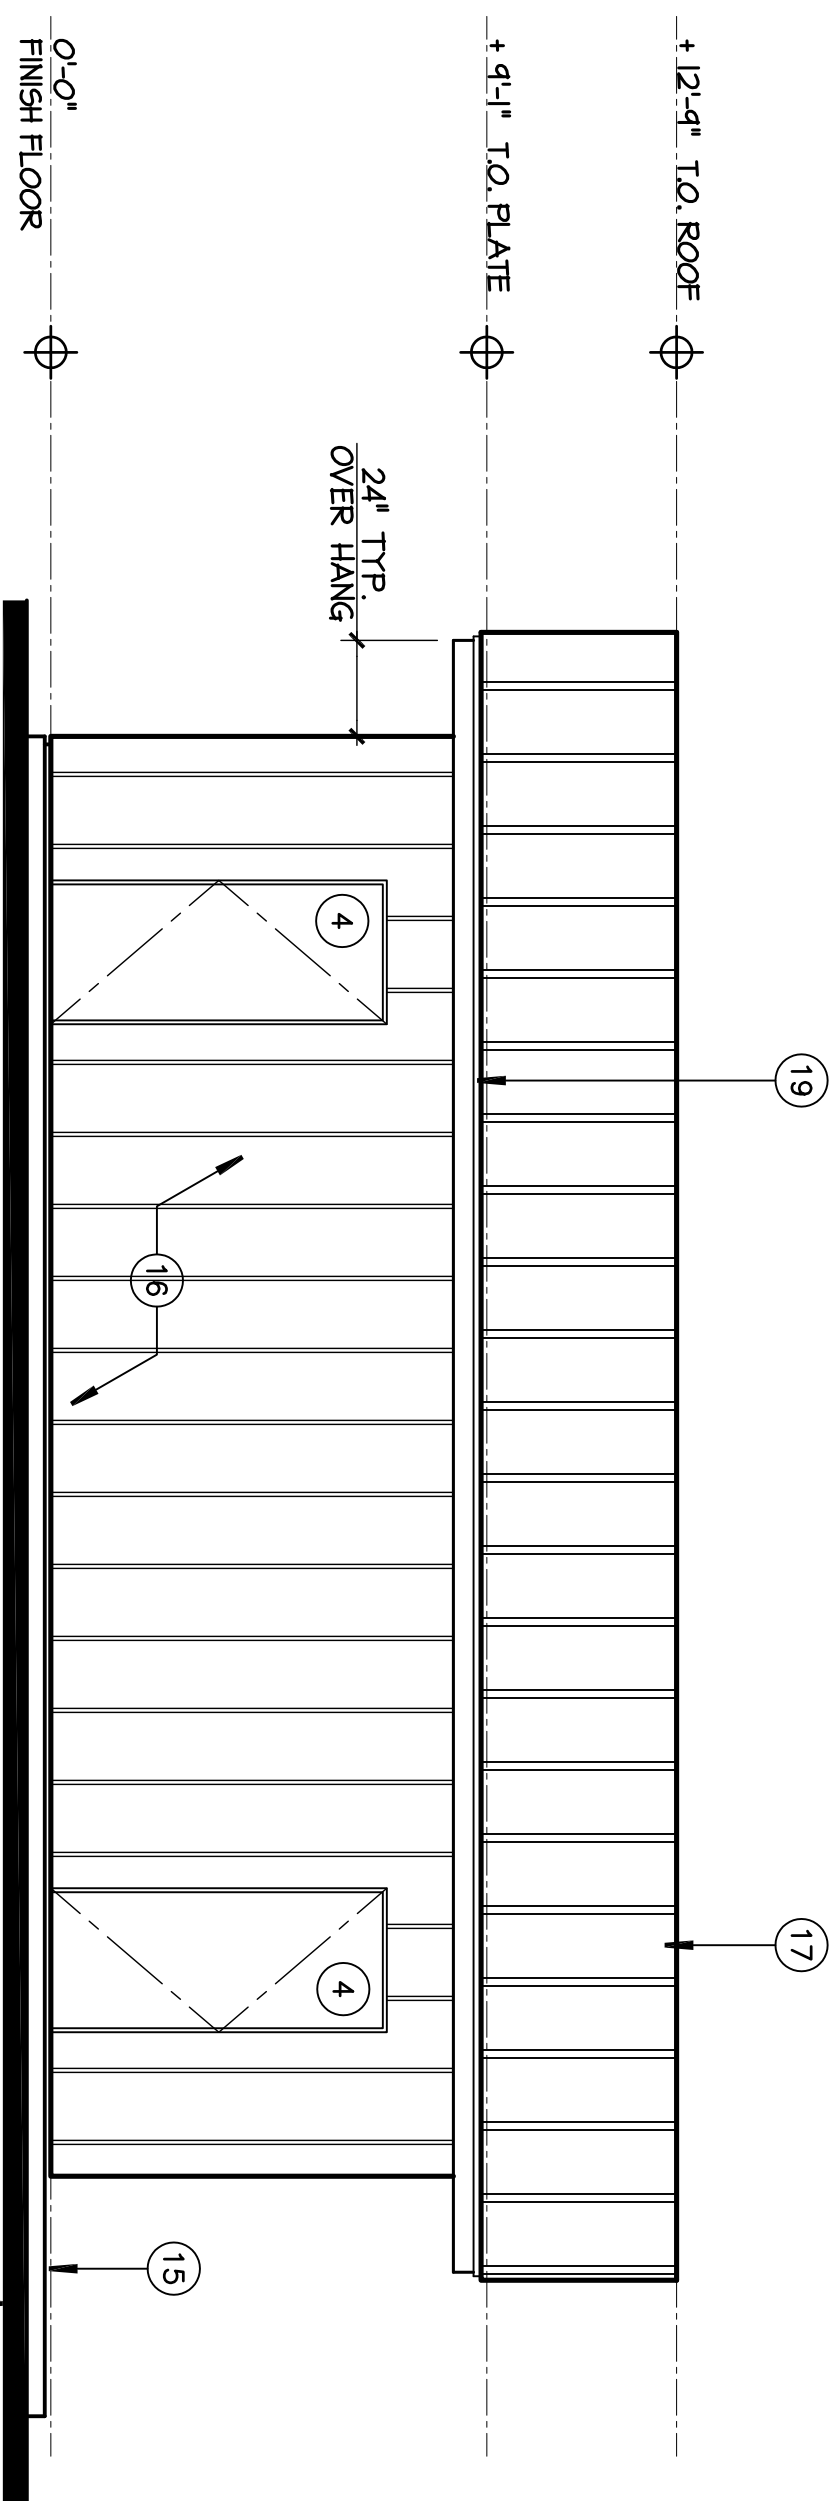 + 12'-9" T.O. ROOF
+ 9'-1" T.O. PLATE
0'-0"
FINISH FLOOR
24" TYP.
OVER HANG
19
17
4
4
16
15